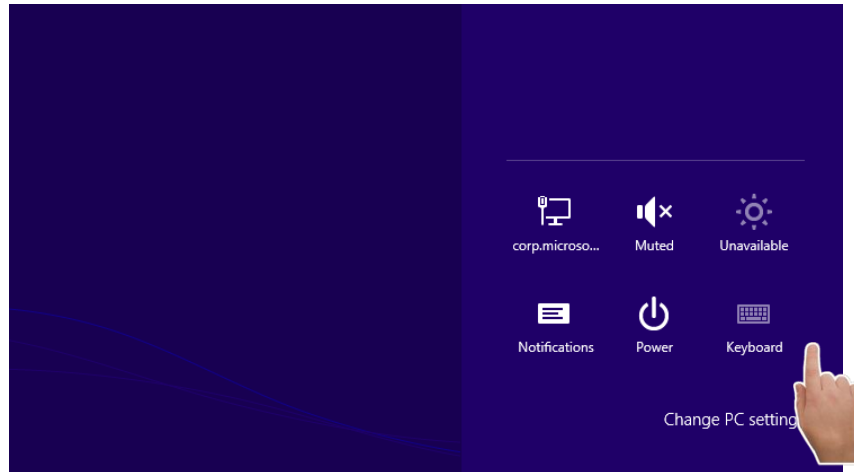 corp.microso... Muted Unavailable
Notifications Power Keyboard
Change PC setting